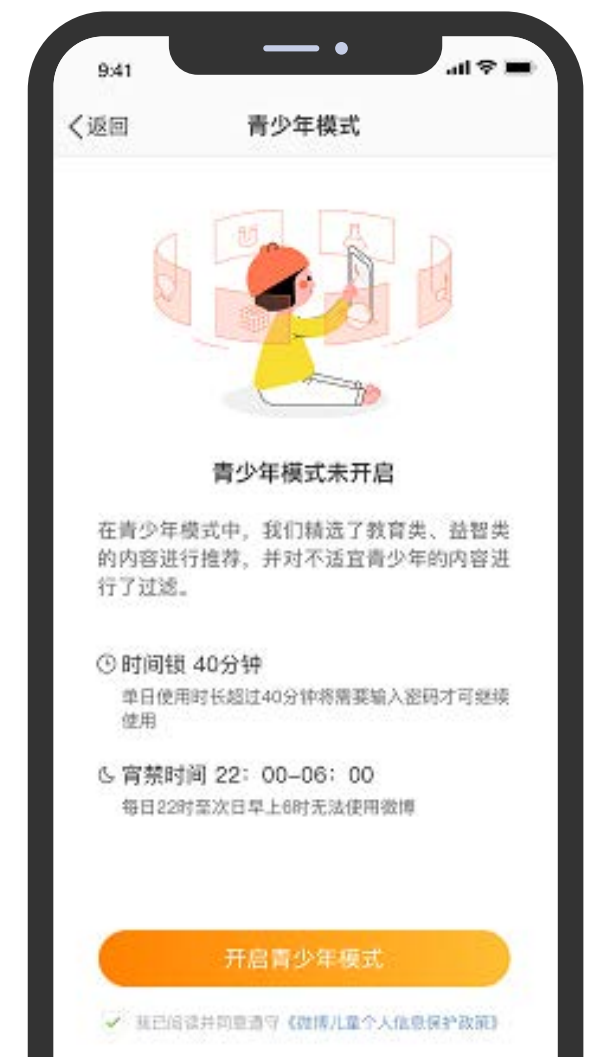 9:41
返回
青少年模式
青少年模式未开启
在青少年模式中，我们精选了教育类、益智类
的内容进行推荐，并对不适宜青少年的内容进
行了过滤。
时间锁 40分钟
单日使用时长超过40分钟将需要输入密码才可继续
使用
宵禁时间 22：00-06：00
每日22时至次日早上6时无法使用微博
开启青少年模式
我已阅读并同意遵守《微博儿童个人信息保护政策》